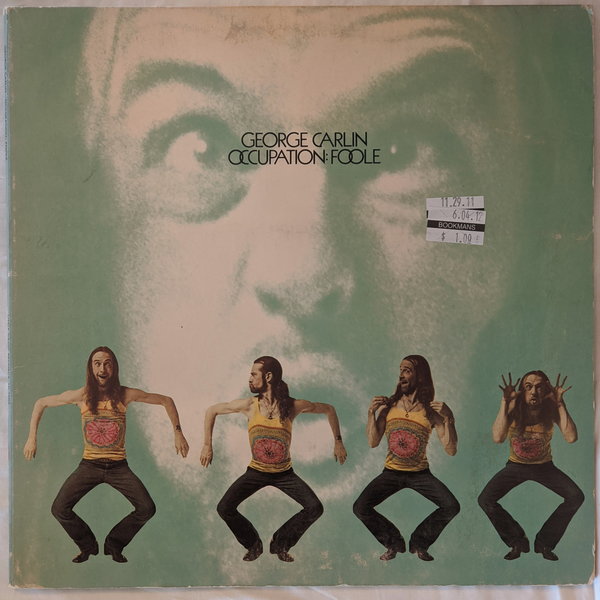 GEORGE CARLIN
OCCUPATION: FOOLE
11.29.11
6.04.12
BOOKMANS
$ 1.00